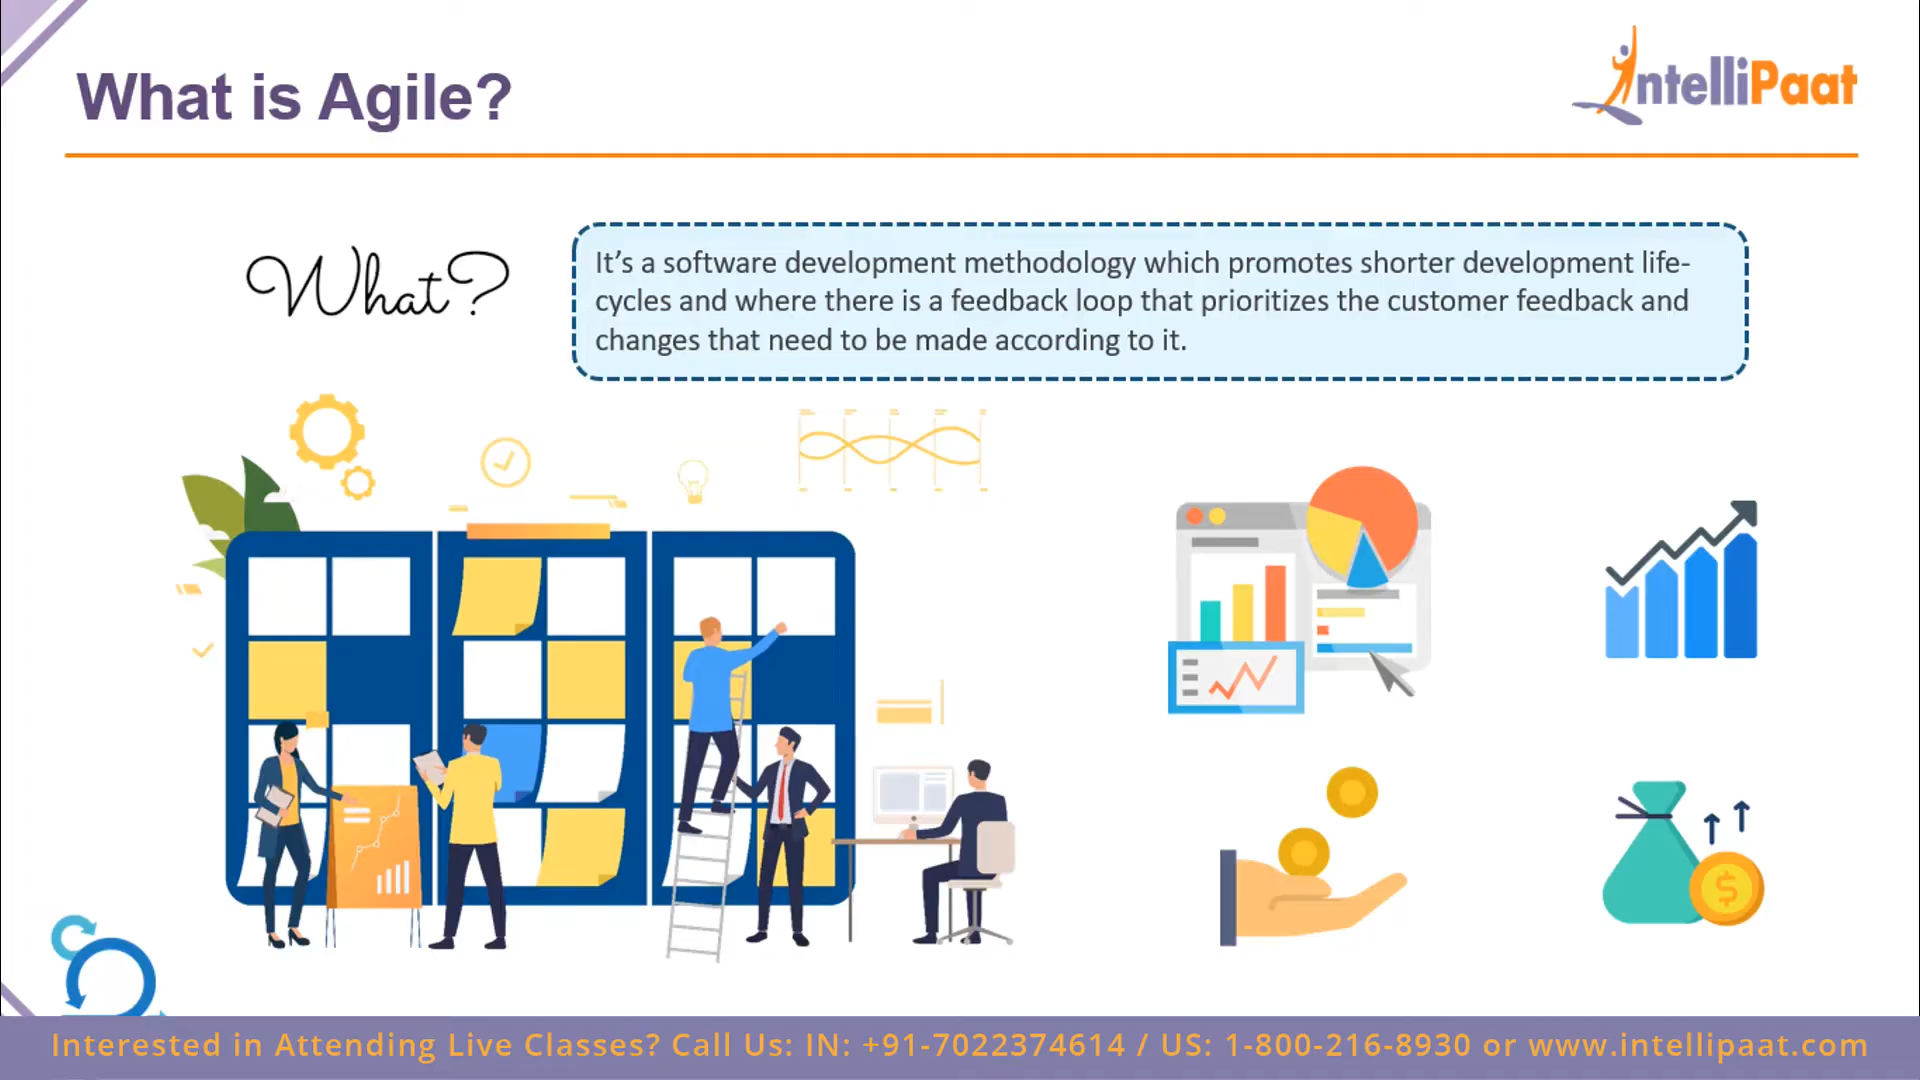 What is Agile?
IntelliPaat
What?
It’s a software development methodology which promotes shorter development life-
cycles and where there is a feedback loop that prioritizes the customer feedback and
changes that need to be made according to it.
$
Interested in Attending Live Classes? Call Us: IN: +91-7022374614 / US: 1-800-216-8930 or www.intellipaat.com